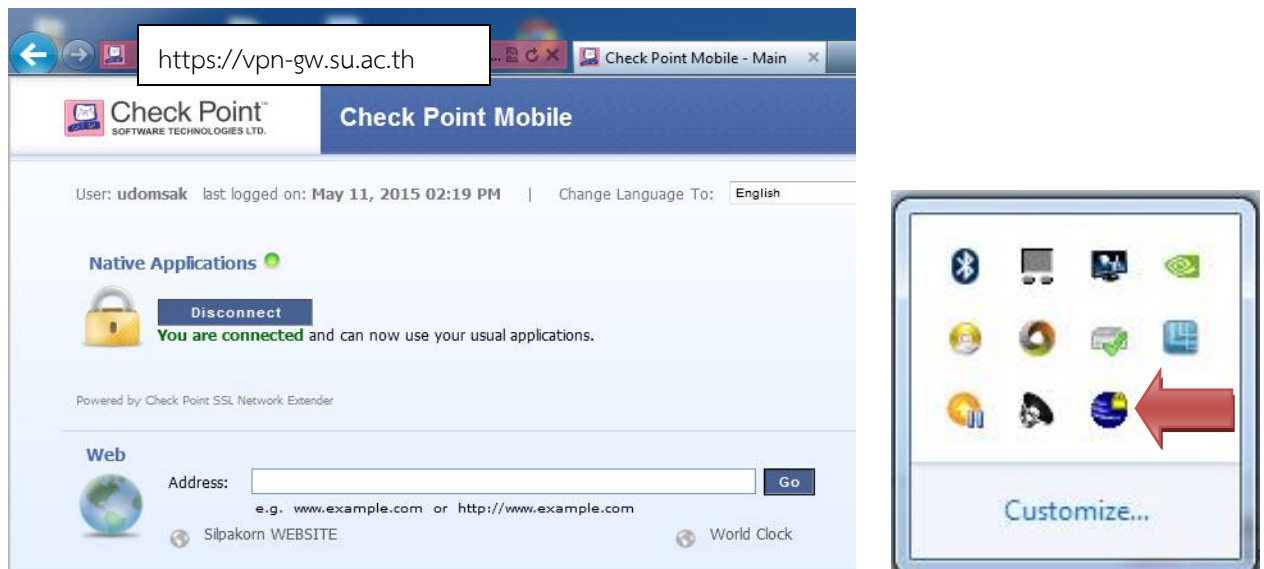 https://vpn-gw.su.ac.th
... Check Point Mobile - Main
Check Point™
SOFTWARE TECHNOLOGIES LTD.
Check Point Mobile
User: udomsak last logged on: May 11, 2015 02:19 PM | Change Language To: English
Native Applications
Disconnect
You are connected and can now use your usual applications.
Powered by Check Point SSL Network Extender
Web
Address: Go
e.g. www.example.com or http://www.example.com
Silpakorn WEBSITE World Clock
Customize...